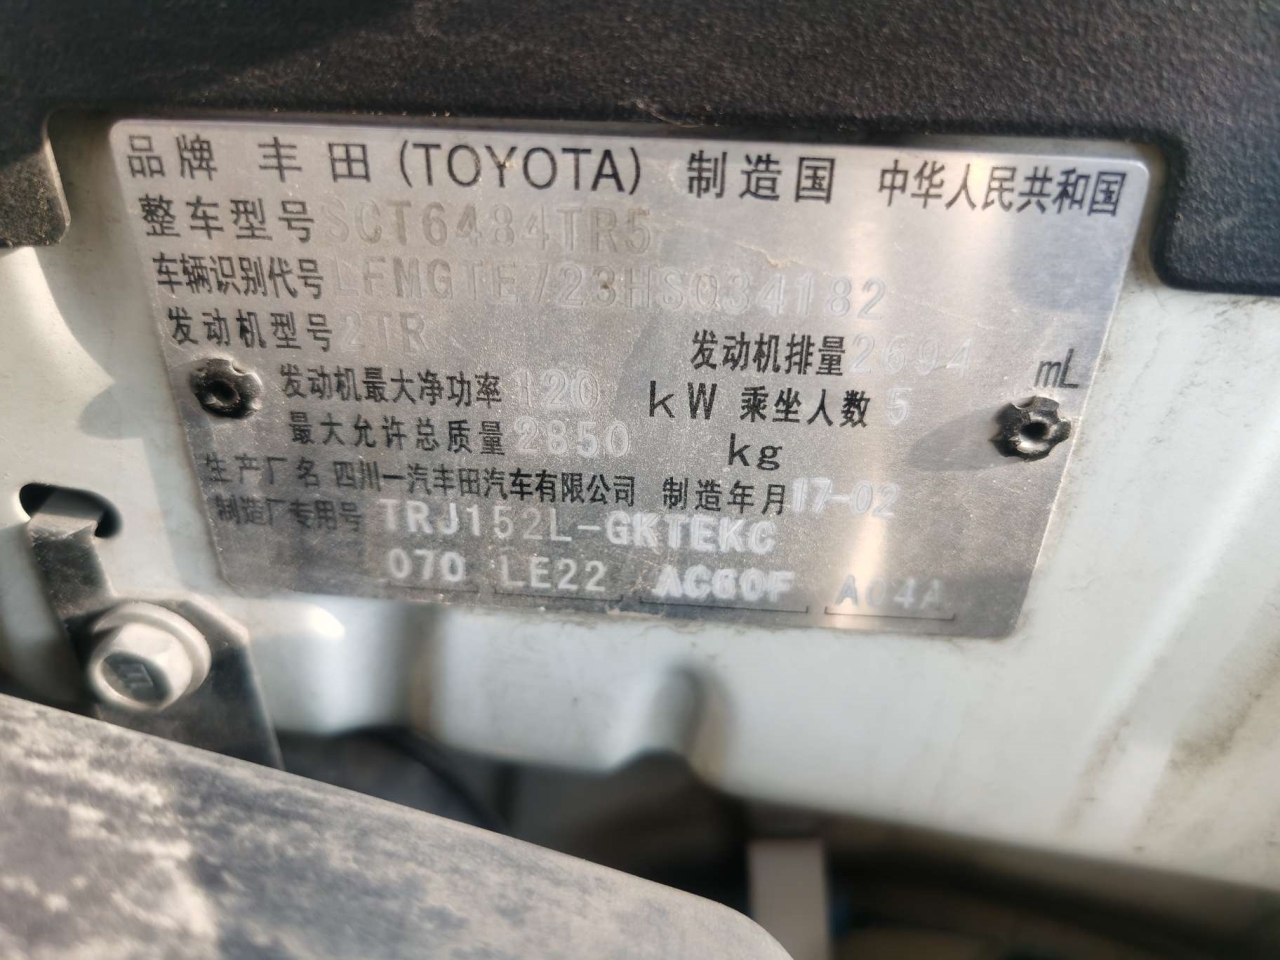 品牌 丰田(TOYOTA) 制造国 中华人民共和国
整车型号 SCT6484TR5
车辆识别代号 LFMGTE723HS034182
发动机型号 2TR 发动机排量 2694 mL
发动机最大净功率 120 kW 乘坐人数 5
最大允许总质量 2850 kg
生产厂名 四川一汽丰田汽车有限公司 制造年月 17-02
制造厂专用号 TRJ152L-GKTEKC
070 LE22 AC60F A04A